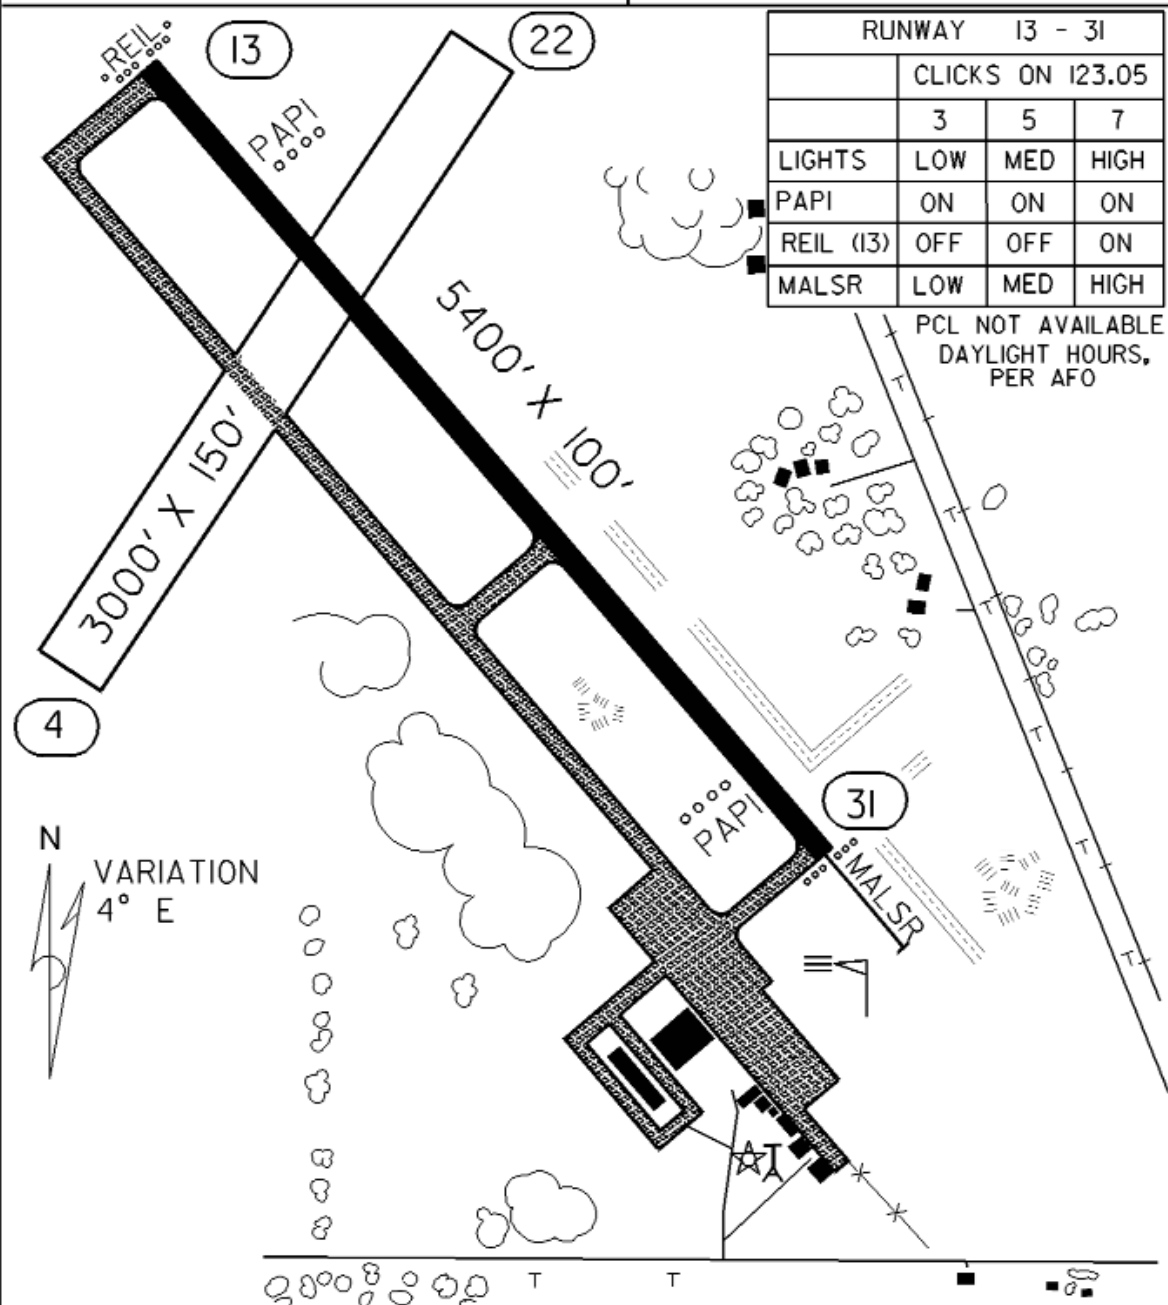 REIL
13
22
PAPI
RUNWAY 13 - 31
CLICKS ON 123.05
3 5 7
LIGHTS LOW MED HIGH
PAPI ON ON ON
REIL (13) OFF OFF ON
MALSR LOW MED HIGH
PCL NOT AVAILABLE
DAYLIGHT HOURS,
PER AFO
5400' X 100'
3000' X 150'
4
31
PAPI
MALSR
N
VARIATION
4° E
T
T
T
T
T
T
T
T